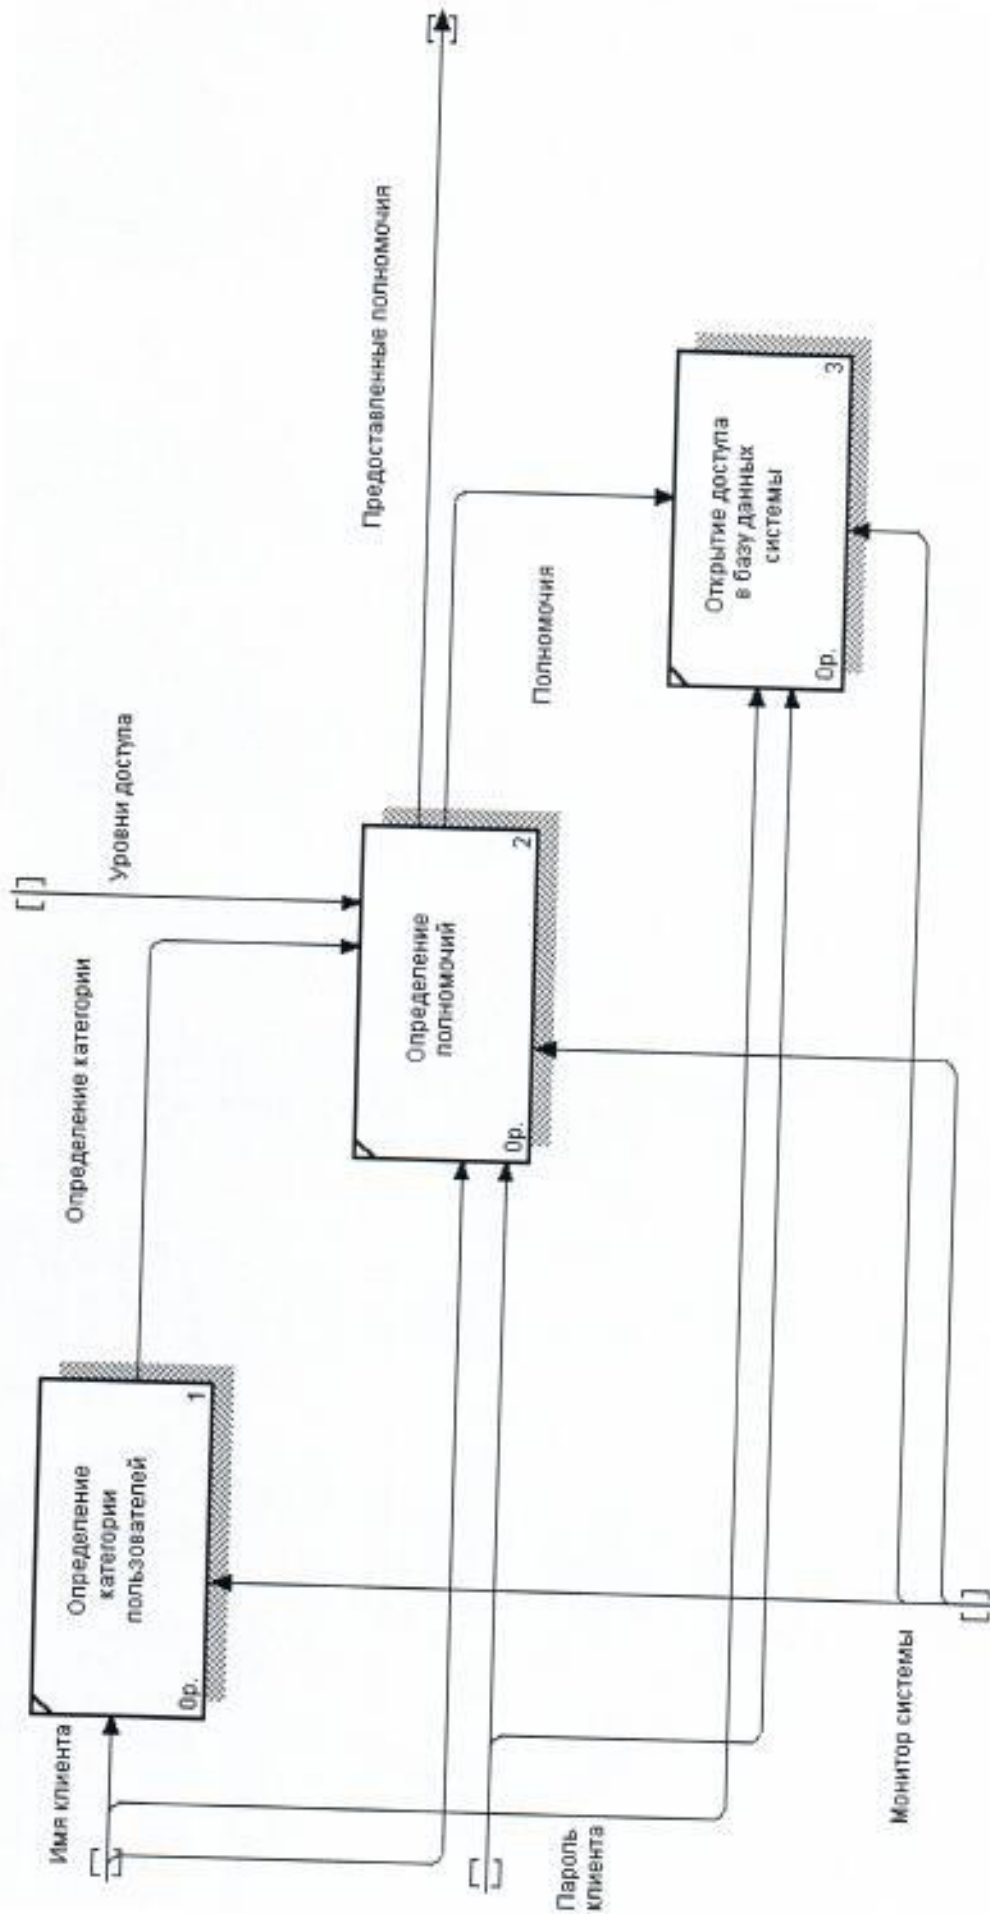 Имя клиента
Определение
категории
пользователей
0р.
1
Определение категории
Уровни доступа
Определение
полномочий
0р.
2
Предоставленные полномочия
Полномочия
Открытие доступа
в базу данных
системы
0р.
3
Пароль
клиента
Монитор системы